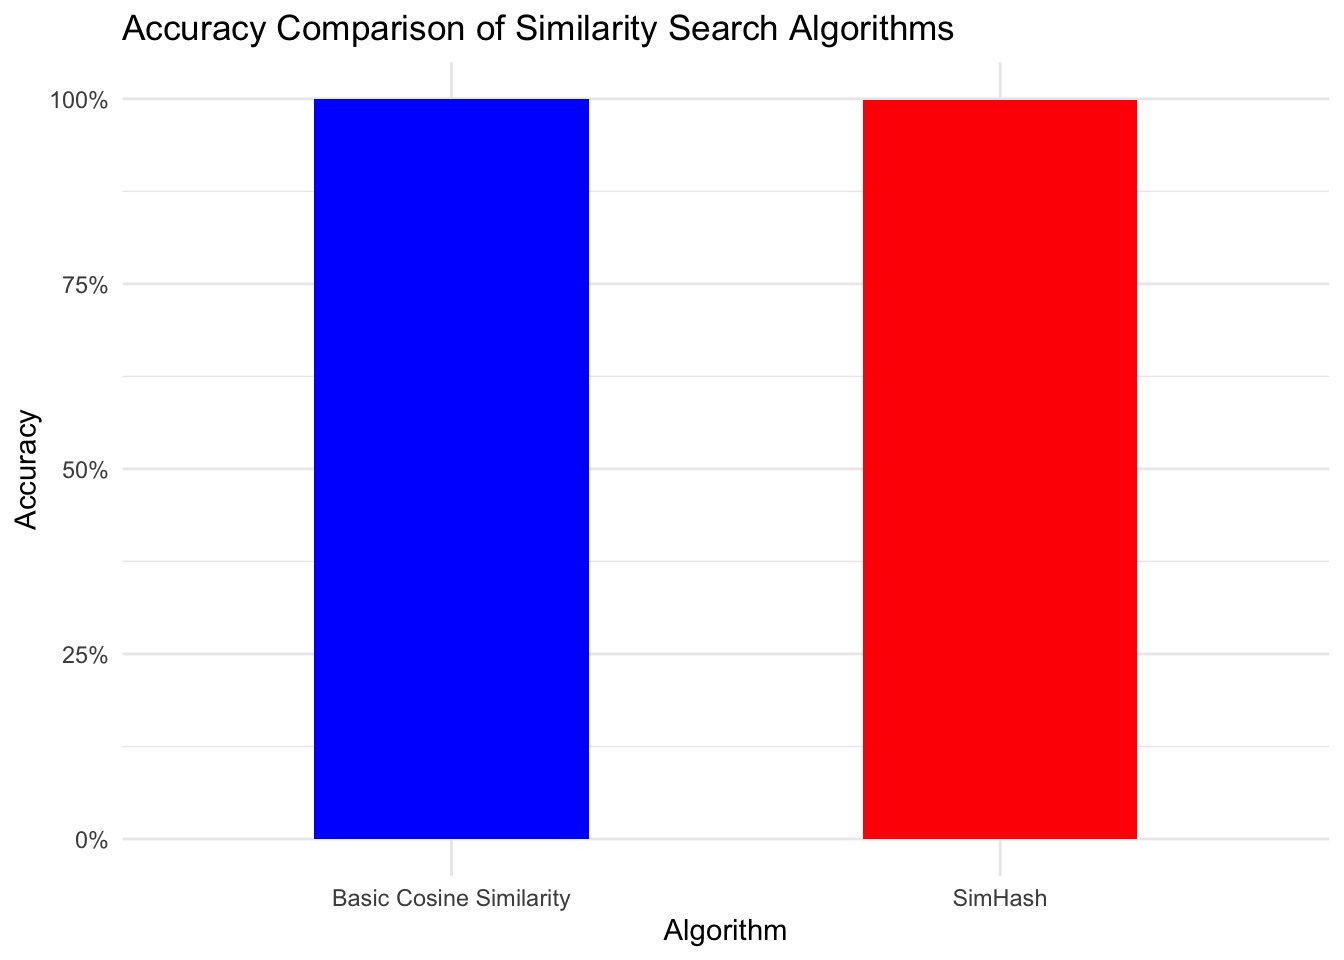 Accuracy Comparison of Similarity Search Algorithms
100%
75%
50%
25%
0%
Accuracy
Basic Cosine Similarity
SimHash
Algorithm